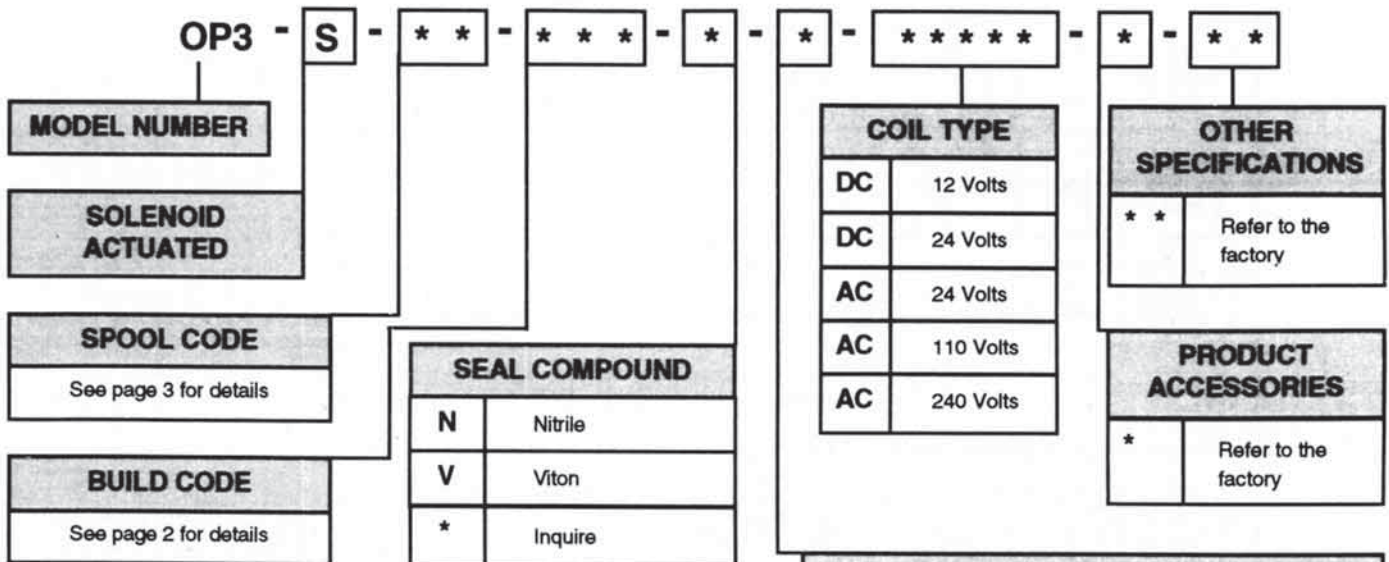 OP3 - S - * * - * * * - * - * - * * * * * - * - * *
MODEL NUMBER
SOLENOID
ACTUATED
SPOOL CODE
See page 3 for details
BUILD CODE
See page 2 for details
SEAL COMPOUND
N Nitrile
V Viton
* Inquire
COIL TYPE
DC 12 Volts
DC 24 Volts
AC 24 Volts
AC 110 Volts
AC 240 Volts
OTHER
SPECIFICATIONS
* * Refer to the
factory
PRODUCT
ACCESSORIES
* Refer to the
factory